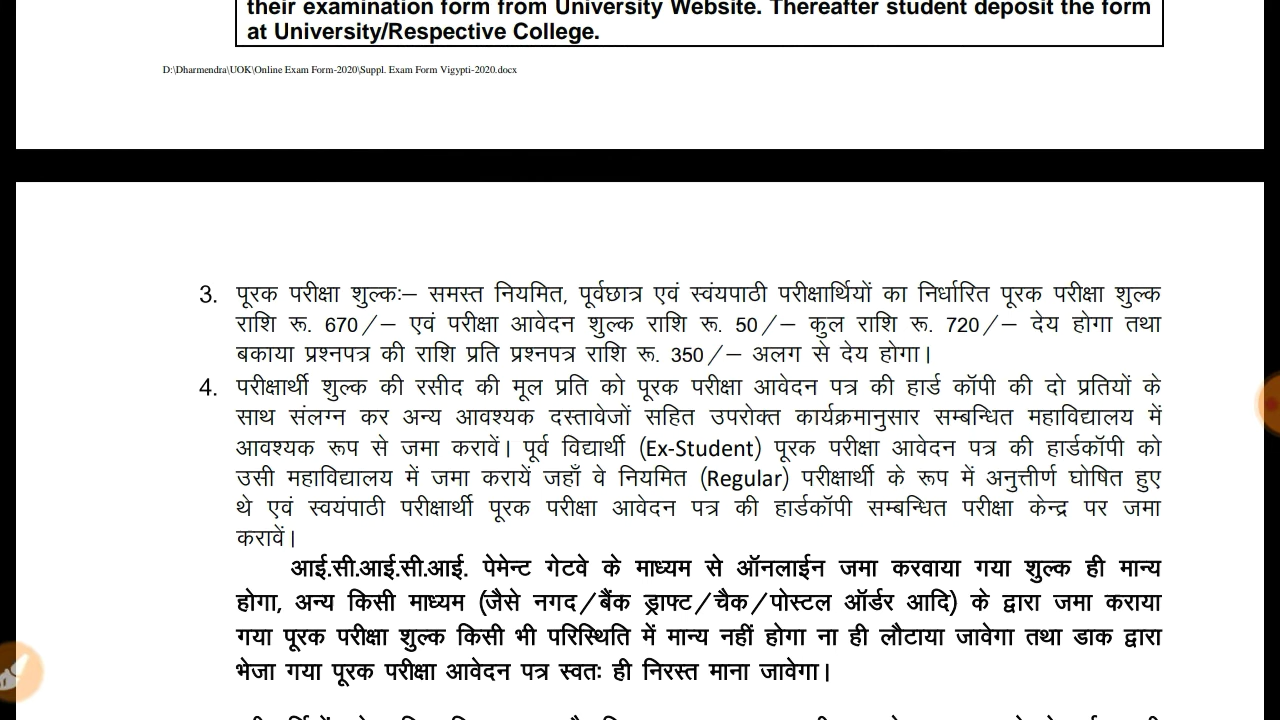 their examination form from University Website. Thereafter student deposit the form
at University/Respective College.
D:\Dharmendra\UOK\Online Exam Form-2020\Suppl. Exam Form Vigypti-2020.docx
3. पूरक परीक्षा शुल्कः– समस्त नियमित, पूर्वछात्र एवं स्वंयपाठी परीक्षार्थियों का निर्धारित पूरक परीक्षा शुल्क
राशि रू. 670/– एवं परीक्षा आवेदन शुल्क राशि रू. 50/– कुल राशि रू. 720/– देय होगा तथा
बकाया प्रश्नपत्र की राशि प्रति प्रश्नपत्र राशि रू. 350/– अलग से देय होगा।
4. परीक्षार्थी शुल्क की रसीद की मूल प्रति को पूरक परीक्षा आवेदन पत्र की हार्ड कॉपी की दो प्रतियों के
साथ संलग्न कर अन्य आवश्यक दस्तावेजों सहित उपरोक्त कार्यक्रमानुसार सम्बन्धित महाविद्यालय में
आवश्यक रूप से जमा करावें। पूर्व विद्यार्थी (Ex-Student) पूरक परीक्षा आवेदन पत्र की हार्डकॉपी को
उसी महाविद्यालय में जमा करायें जहाँ वे नियमित (Regular) परीक्षार्थी के रूप में अनुत्तीर्ण घोषित हुए
थे एवं स्वयंपाठी परीक्षार्थी पूरक परीक्षा आवेदन पत्र की हार्डकॉपी सम्बन्धित परीक्षा केन्द्र पर जमा
करावें।
आई.सी.आई.सी.आई. पेमेन्ट गेटवे के माध्यम से ऑनलाईन जमा करवाया गया शुल्क ही मान्य
होगा, अन्य किसी माध्यम (जैसे नगद/बैंक ड्राफ्ट/चैक/पोस्टल ऑर्डर आदि) के द्वारा जमा कराया
गया पूरक परीक्षा शुल्क किसी भी परिस्थिति में मान्य नहीं होगा ना ही लौटाया जावेगा तथा डाक द्वारा
भेजा गया पूरक परीक्षा आवेदन पत्र स्वतः ही निरस्त माना जावेगा।